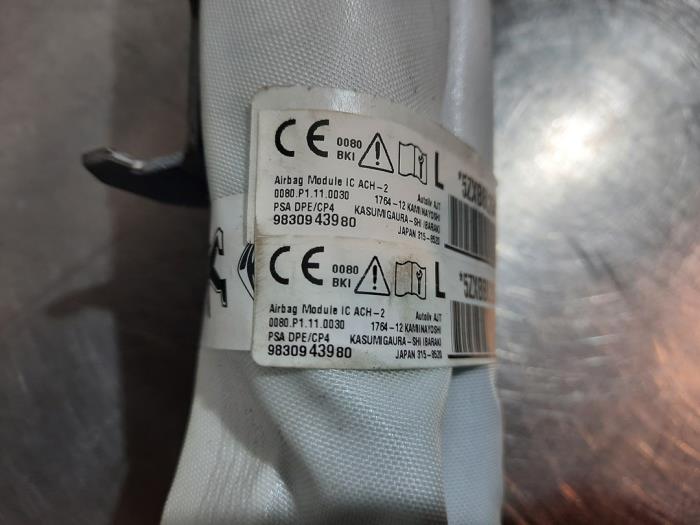 CE 0080 BKI L
Airbag Module IC ACH-2 Autoliv AJT
0080.P1.11.0030 1764-12 KAMINAYOSHI
PSA DPE/CP4 KASUMIGAURA-SHI IBARAKI
9830943980 JAPAN 315-8520
CE 0080 BKI L
Airbag Module IC ACH-2 Autoliv AJT
0080.P1.11.0030 1764-12 KAMINAYOSHI
PSA DPE/CP4 KASUMIGAURA-SHI IBARAKI
9830943980 JAPAN 315-8520